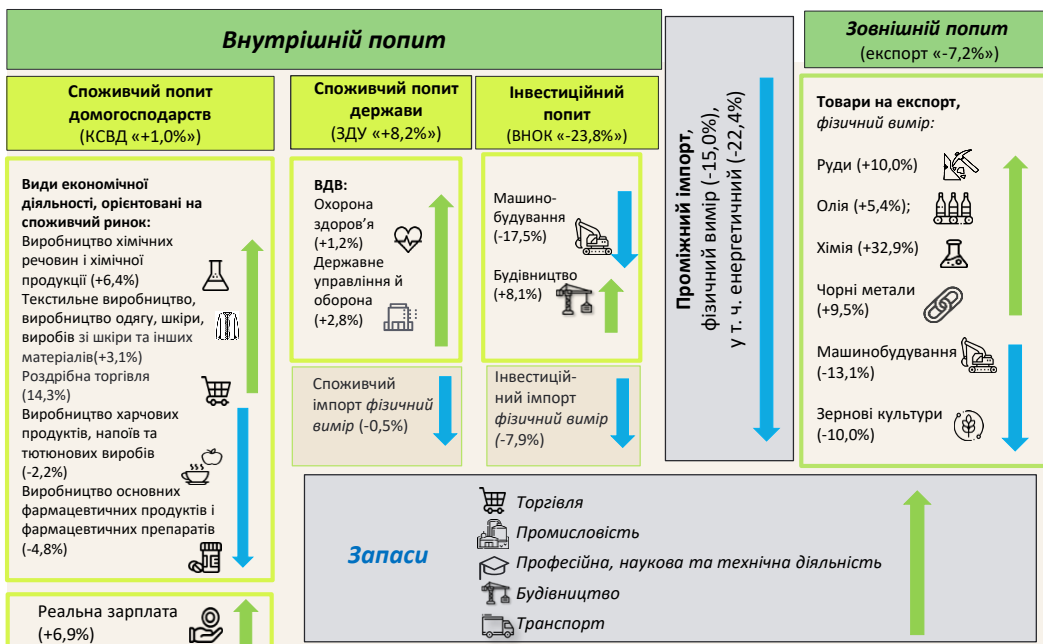 Внутрішній попит
Споживчий попит
домогосподарств
(КСВД «+1,0%»)
Види економічної
діяльності, орієнтовані на
споживчий ринок:
Виробництво хімічних
речовин і хімічної
продукції (+6,4%)
Текстильне виробництво,
виробництво одягу, шкіри,
виробів зі шкіри та інших
матеріалів(+3,1%)
Роздрібна торгівля
(14,3%)
Виробництво харчових
продуктів, напоїв та
тютюнових виробів
(-2,2%)
Виробництво основних
фармацевтичних продуктів і
фармацевтичних препаратів
(-4,8%)
Реальна зарплата
(+6,9%)
Споживчий попит
держави
(ЗДУ «+8,2%»)
ВДВ:
Охорона
здоров’я
(+1,2%)
Державне
управління й
оборона
(+2,8%)
Споживчий
імпорт фізичний
вимір (-0,5%)
Інвестиційний
попит
(ВНОК «-23,8%»)
Машино-
будування
(-17,5%)
Будівництво
(+8,1%)
Інвестицій-
ний імпорт
фізичний вимір
(-7,9%)
Проміжний імпорт,
фізичний вимір (-15,0%),
у т. ч. енергетичний (-22,4%)
Зовнішній попит
(експорт «-7,2%»)
Товари на експорт,
фізичний вимір:
Руди (+10,0%)
Олія (+5,4%);
Хімія (+32,9%)
Чорні метали
(+9,5%)
Машинобудування
(-13,1%)
Зернові культури
(-10,0%)
Запаси
Торгівля
Промисловість
Професійна, наукова та технічна діяльність
Будівництво
Транспорт